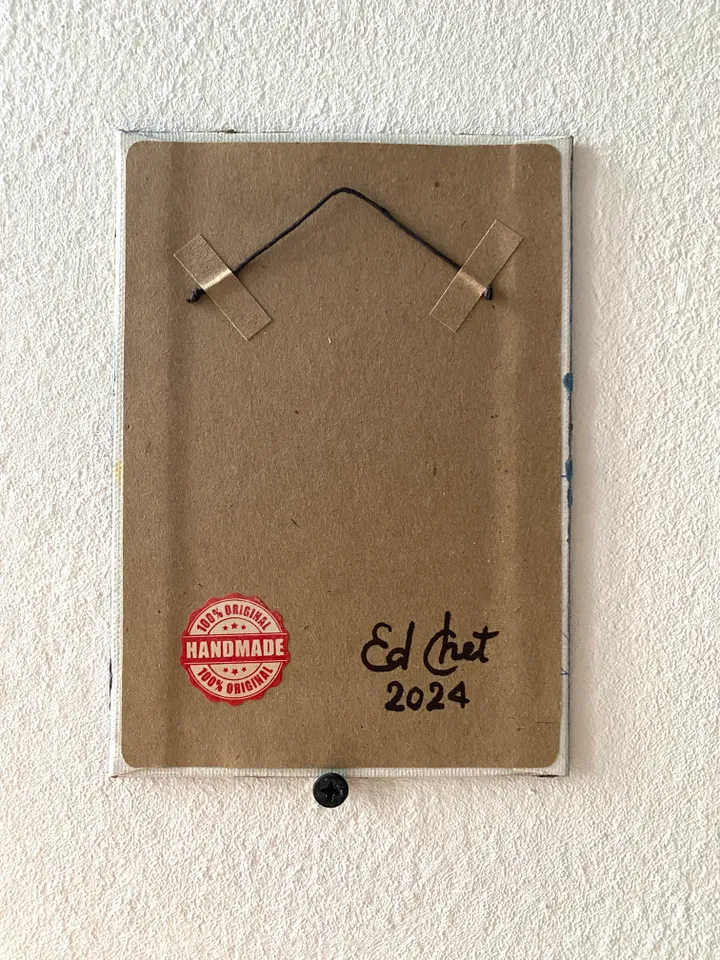 100% ORIGINAL
HANDMADE
100% ORIGINAL
Ed Chet
2024